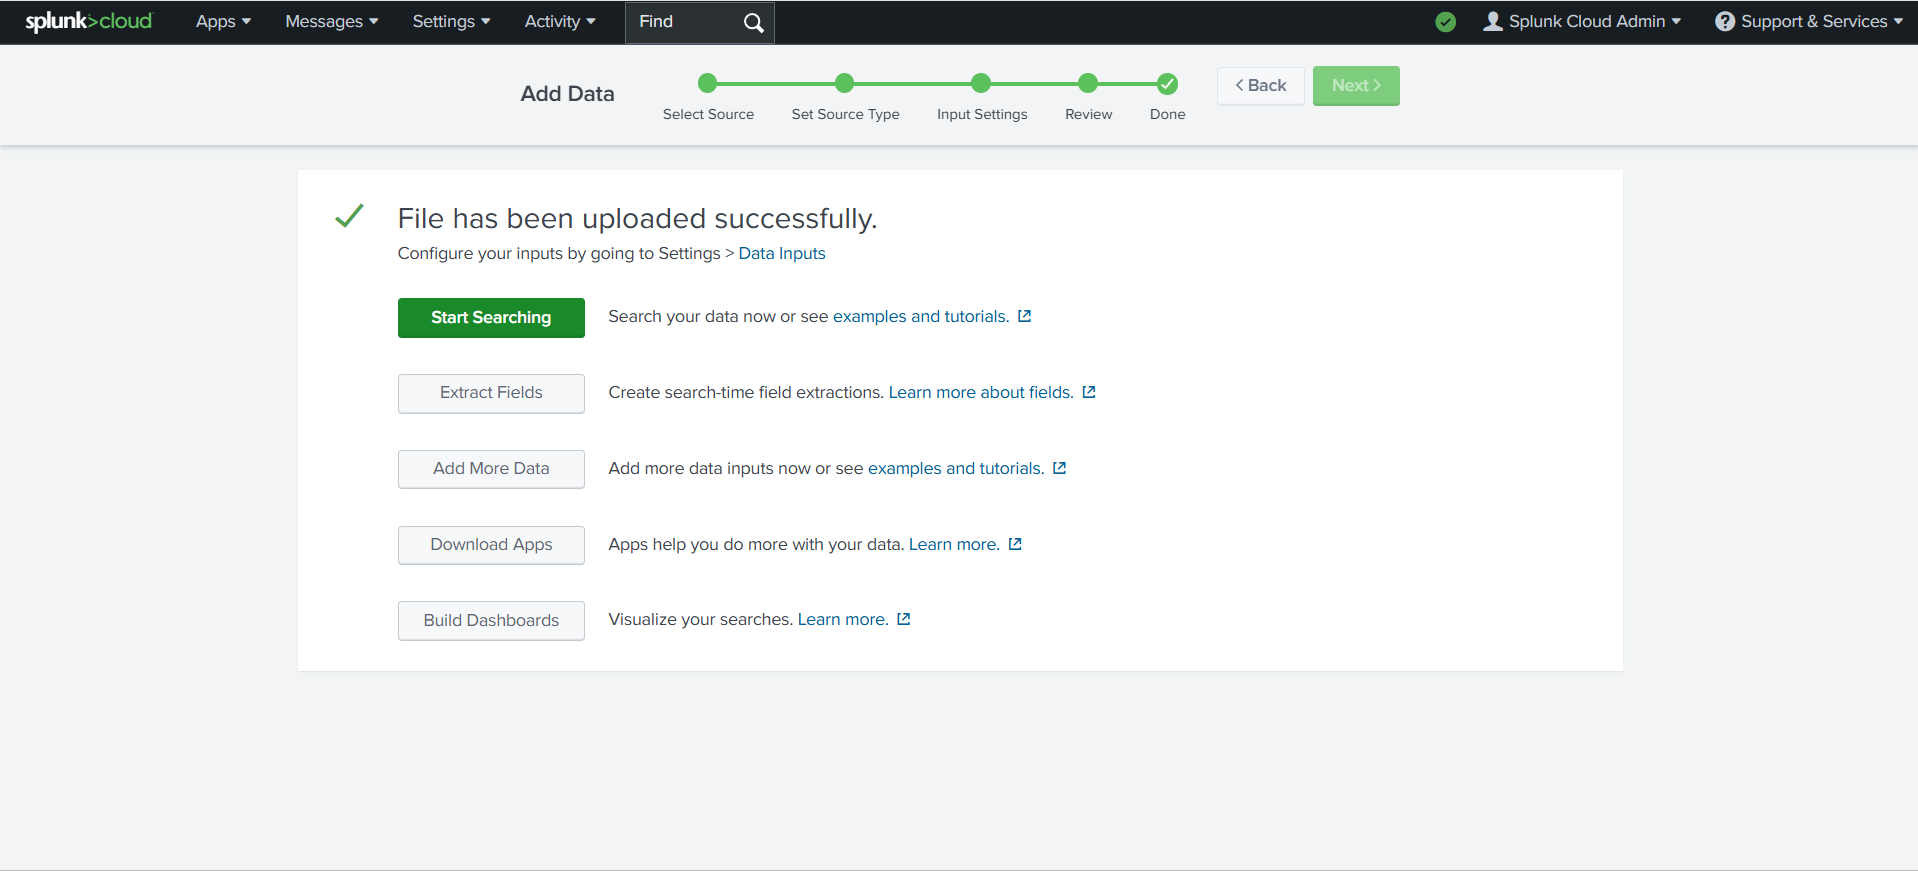 splunk>cloud Apps Messages Settings Activity Find Splunk Cloud Admin Support & Services
Add Data
Select Source Set Source Type Input Settings Review Done
Back Next
File has been uploaded successfully.
Configure your inputs by going to Settings > Data Inputs
Start Searching Search your data now or see examples and tutorials.
Extract Fields Create search-time field extractions. Learn more about fields.
Add More Data Add more data inputs now or see examples and tutorials.
Download Apps Apps help you do more with your data. Learn more.
Build Dashboards Visualize your searches. Learn more.